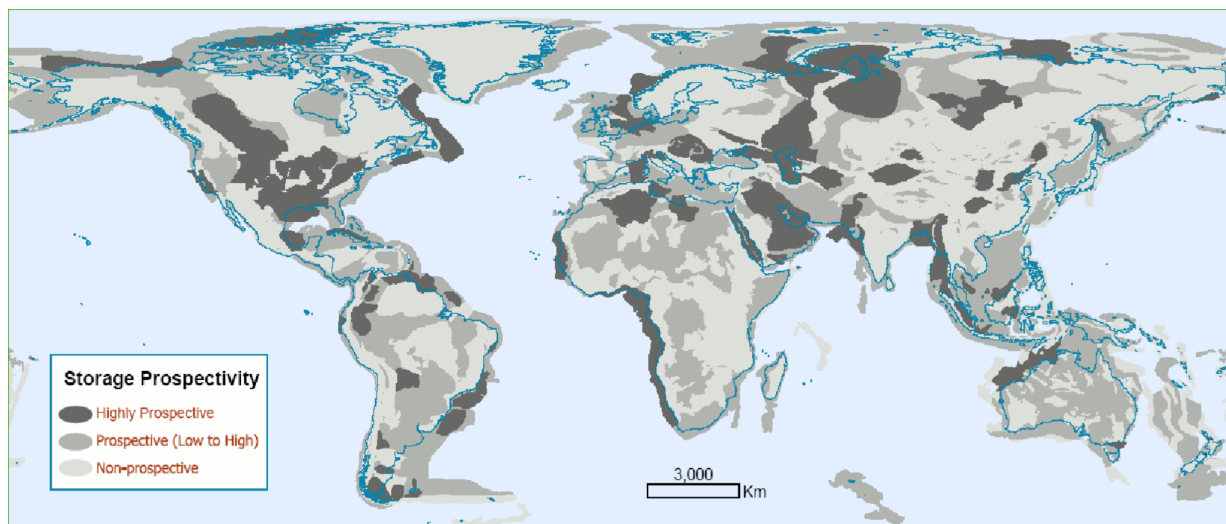 Storage Prospectivity
Highly Prospective
Prospective (Low to High)
Non-prospective
3,000
Km